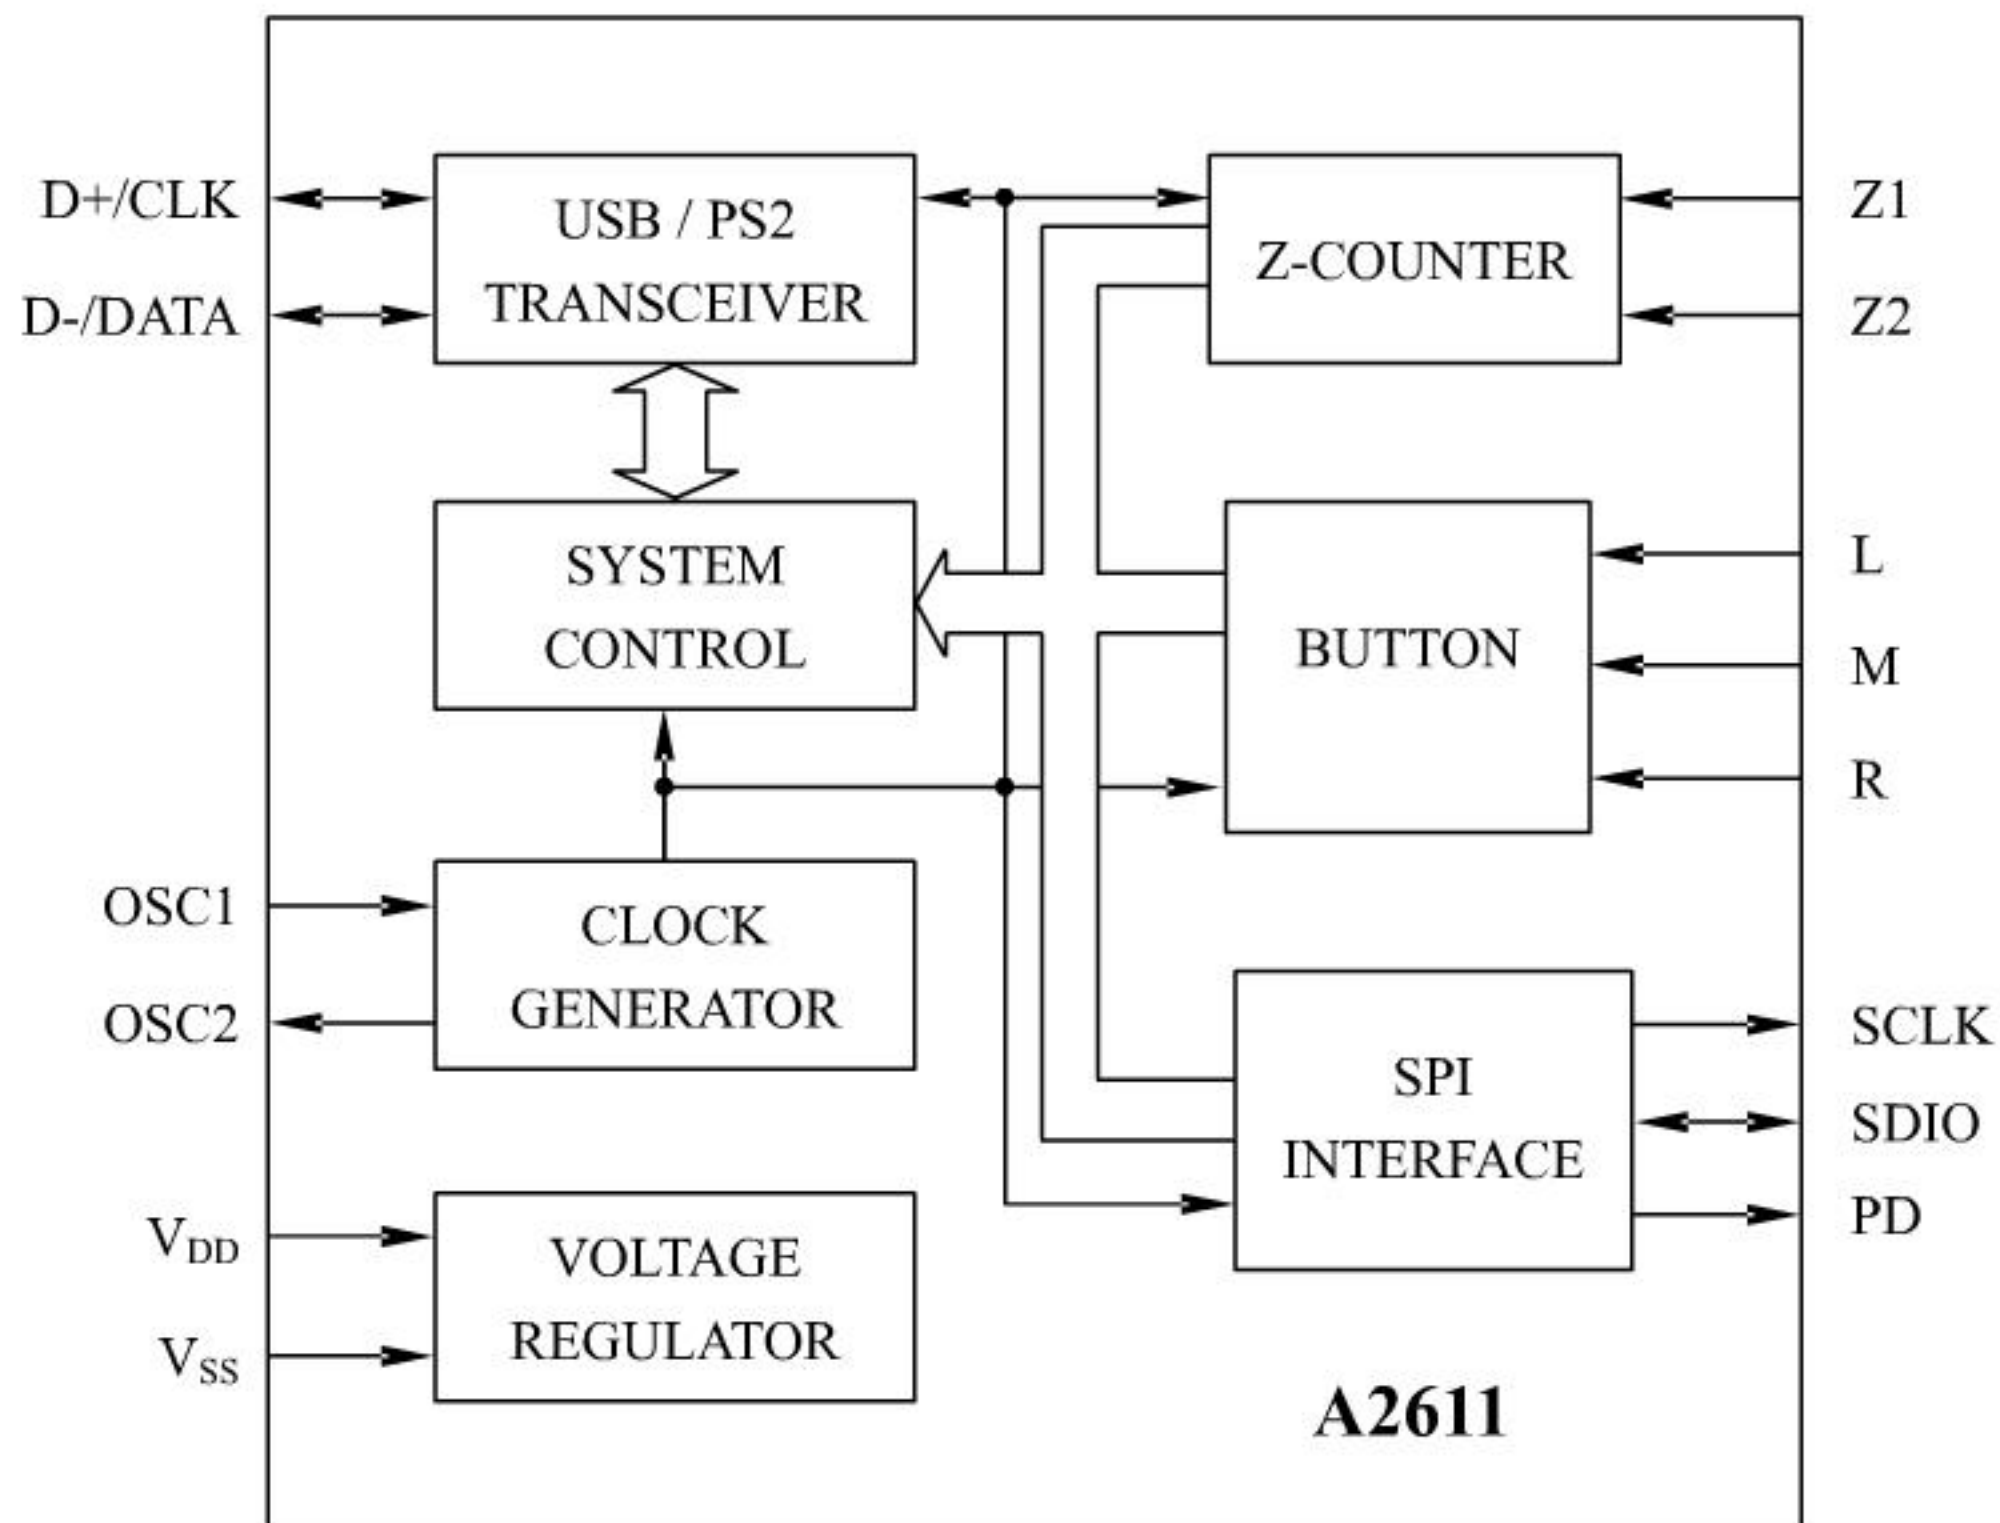 D+/CLK
D-/DATA
USB / PS2
TRANSCEIVER
Z-COUNTER
Z1
Z2
SYSTEM
CONTROL
BUTTON
L
M
R
OSC1
OSC2
CLOCK
GENERATOR
SPI
INTERFACE
SCLK
SDIO
PD
VDD
VSS
VOLTAGE
REGULATOR
A2611